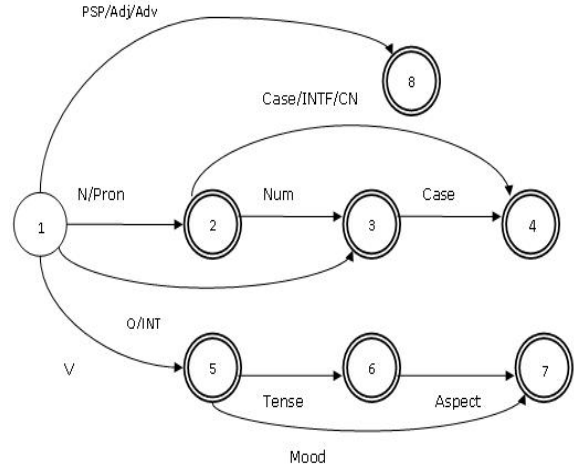 PSP/Adj/Adv
8
Case/INTF/CN
N/Pron
Num
Case
1
2
3
4
Q/INT
V
5
6
7
Tense
Aspect
Mood